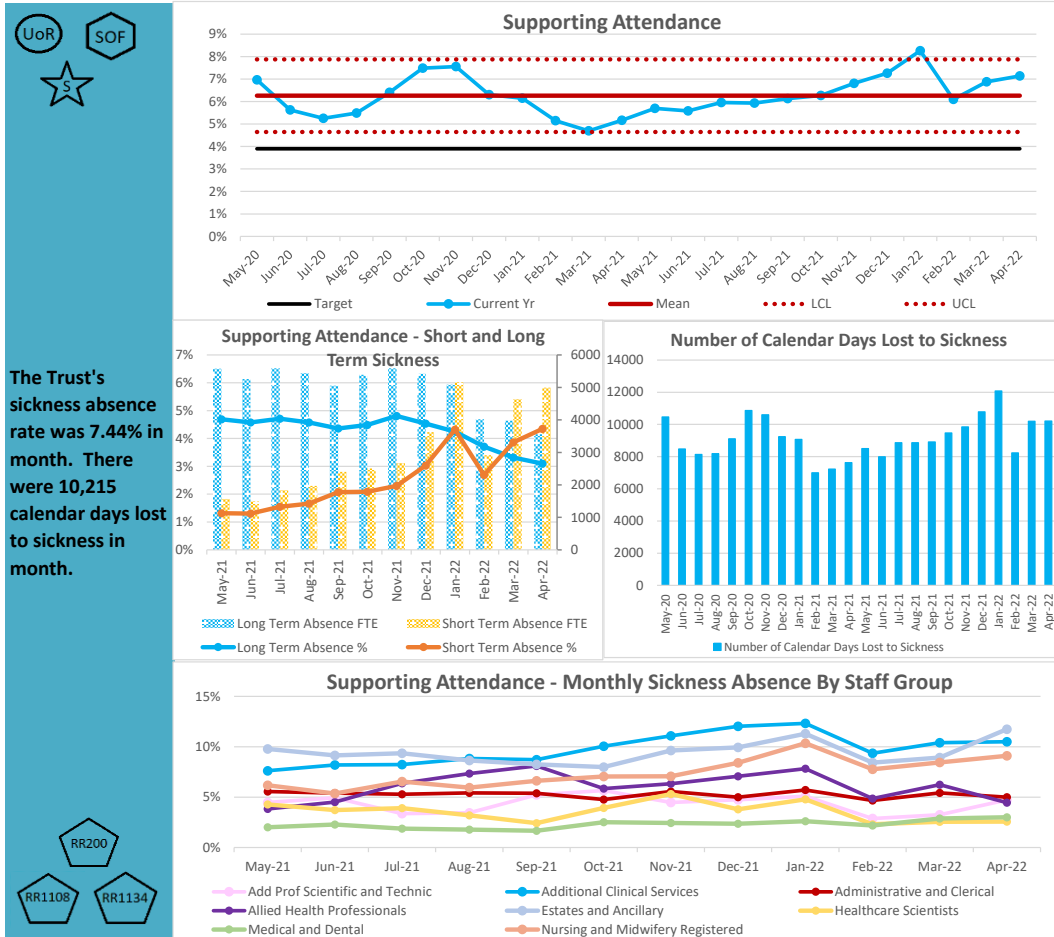 UoR
SOF
S
The Trust's
sickness absence
rate was 7.44% in
month. There
were 10,215
calendar days lost
to sickness in
month.
RR200
RR1108
RR1134
Supporting Attendance
9%
8%
7%
6%
5%
4%
3%
2%
1%
0%
May-20 Jun-20 Jul-20 Aug-20 Sep-20 Oct-20 Nov-20 Dec-20 Jan-21 Feb-21 Mar-21 Apr-21 May-21 Jun-21 Jul-21 Aug-21 Sep-21 Oct-21 Nov-21 Dec-21 Jan-22 Feb-22 Mar-22 Apr-22
Target Current Yr Mean LCL UCL
Supporting Attendance - Short and Long
Term Sickness
7%
6%
5%
4%
3%
2%
1%
0%
6000
5000
4000
3000
2000
1000
0
May-21 Jun-21 Jul-21 Aug-21 Sep-21 Oct-21 Nov-21 Dec-21 Jan-22 Feb-22 Mar-22 Apr-22
Long Term Absence FTE Short Term Absence FTE
Long Term Absence % Short Term Absence %
Number of Calendar Days Lost to Sickness
14000
12000
10000
8000
6000
4000
2000
0
May-20 Jun-20 Jul-20 Aug-20 Sep-20 Oct-20 Nov-20 Dec-20 Jan-21 Feb-21 Mar-21 Apr-21 May-21 Jun-21 Jul-21 Aug-21 Sep-21 Oct-21 Nov-21 Dec-21 Jan-22 Feb-22 Mar-22 Apr-22
Number of Calendar Days Lost to Sickness
Supporting Attendance - Monthly Sickness Absence By Staff Group
15%
10%
5%
0%
May-21 Jun-21 Jul-21 Aug-21 Sep-21 Oct-21 Nov-21 Dec-21 Jan-22 Feb-22 Mar-22 Apr-22
Add Prof Scientific and Technic Additional Clinical Services Administrative and Clerical
Allied Health Professionals Estates and Ancillary Healthcare Scientists
Medical and Dental Nursing and Midwifery Registered